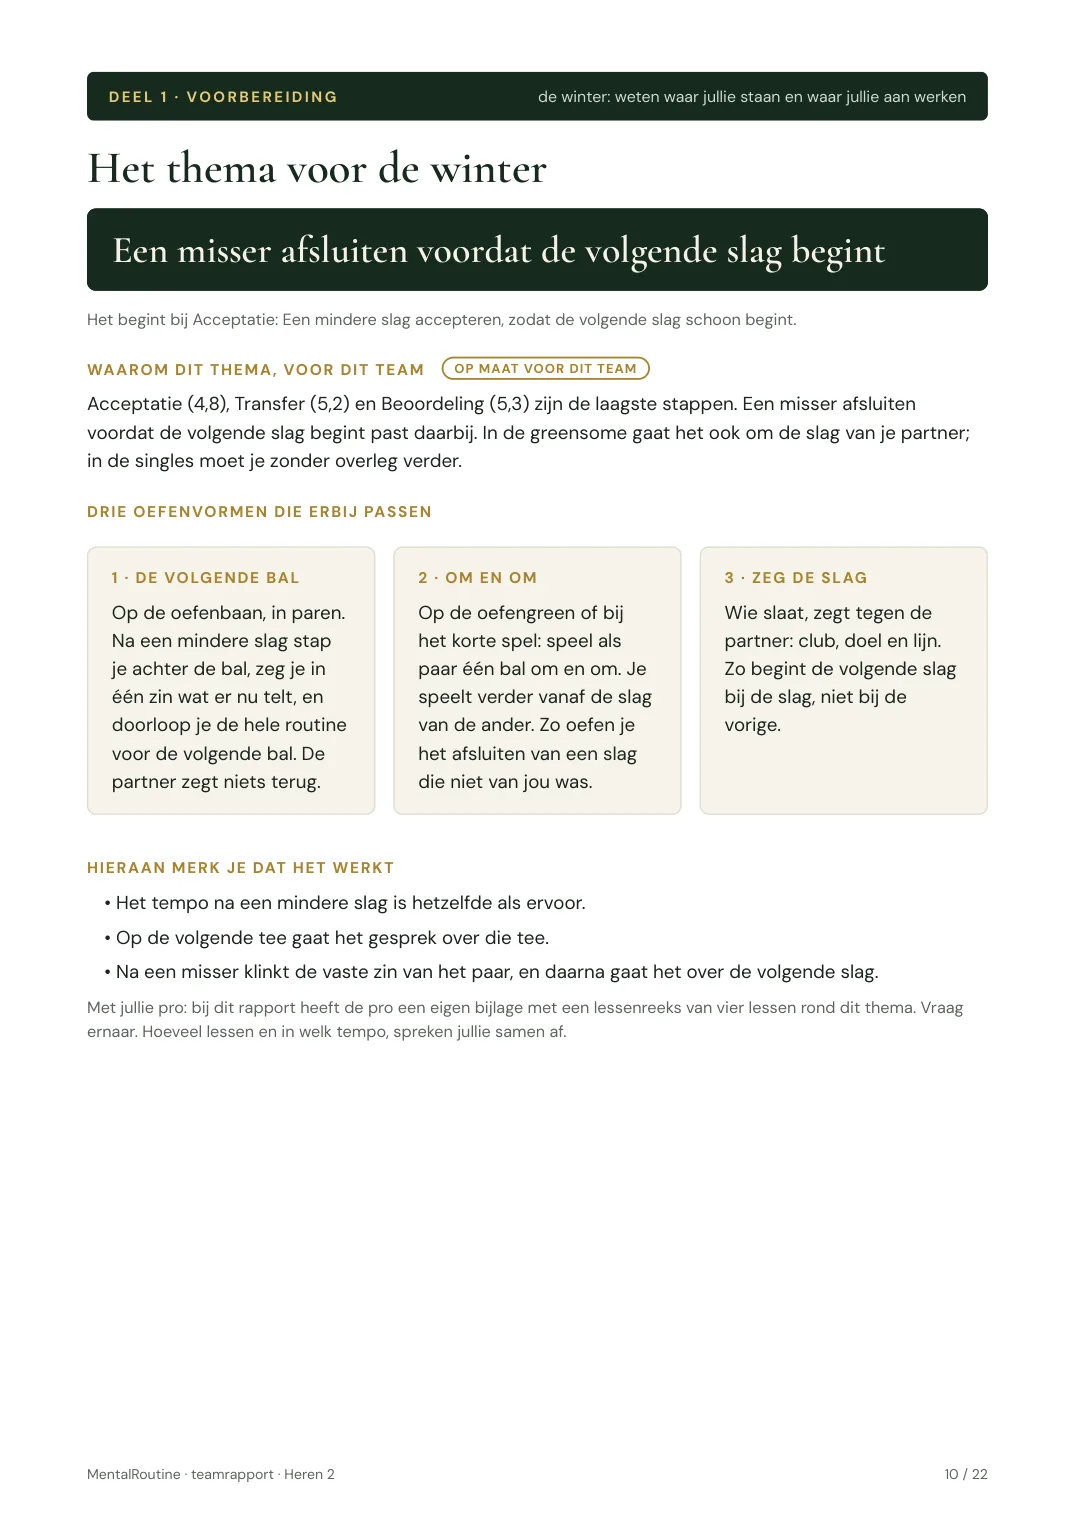 DEEL 1 · VOORBEREIDING
de winter: weten waar jullie staan en waar jullie aan werken
Het thema voor de winter
Een misser afsluiten voordat de volgende slag begint
Het begint bij Acceptatie: Een mindere slag accepteren, zodat de volgende slag schoon begint.
WAAROM DIT THEMA, VOOR DIT TEAM
OP MAAT VOOR DIT TEAM
Acceptatie (4,8), Transfer (5,2) en Beoordeling (5,3) zijn de laagste stappen. Een misser afsluiten
voordat de volgende slag begint past daarbij. In de greensome gaat het ook om de slag van je partner;
in de singles moet je zonder overleg verder.
DRIE OEFENVORMEN DIE ERBIJ PASSEN
1 · DE VOLGENDE BAL
Op de oefenbaan, in paren.
Na een mindere slag stap
je achter de bal, zeg je in
één zin wat er nu telt, en
doorloop je de hele routine
voor de volgende bal. De
partner zegt niets terug.
2 · OM EN OM
Op de oefengreen of bij
het korte spel: speel als
paar één bal om en om. Je
speelt verder vanaf de slag
van de ander. Zo oefen je
het afsluiten van een slag
die niet van jou was.
3 · ZEG DE SLAG
Wie slaat, zegt tegen de
partner: club, doel en lijn.
Zo begint de volgende slag
bij de slag, niet bij de
vorige.
HIERAAN MERK JE DAT HET WERKT
• Het tempo na een mindere slag is hetzelfde als ervoor.
• Op de volgende tee gaat het gesprek over die tee.
• Na een misser klinkt de vaste zin van het paar, en daarna gaat het over de volgende slag.
Met jullie pro: bij dit rapport heeft de pro een eigen bijlage met een lessenreeks van vier lessen rond dit thema. Vraag
ernaar. Hoeveel lessen en in welk tempo, spreken jullie samen af.
MentalRoutine · teamrapport · Heren 2
10 / 22